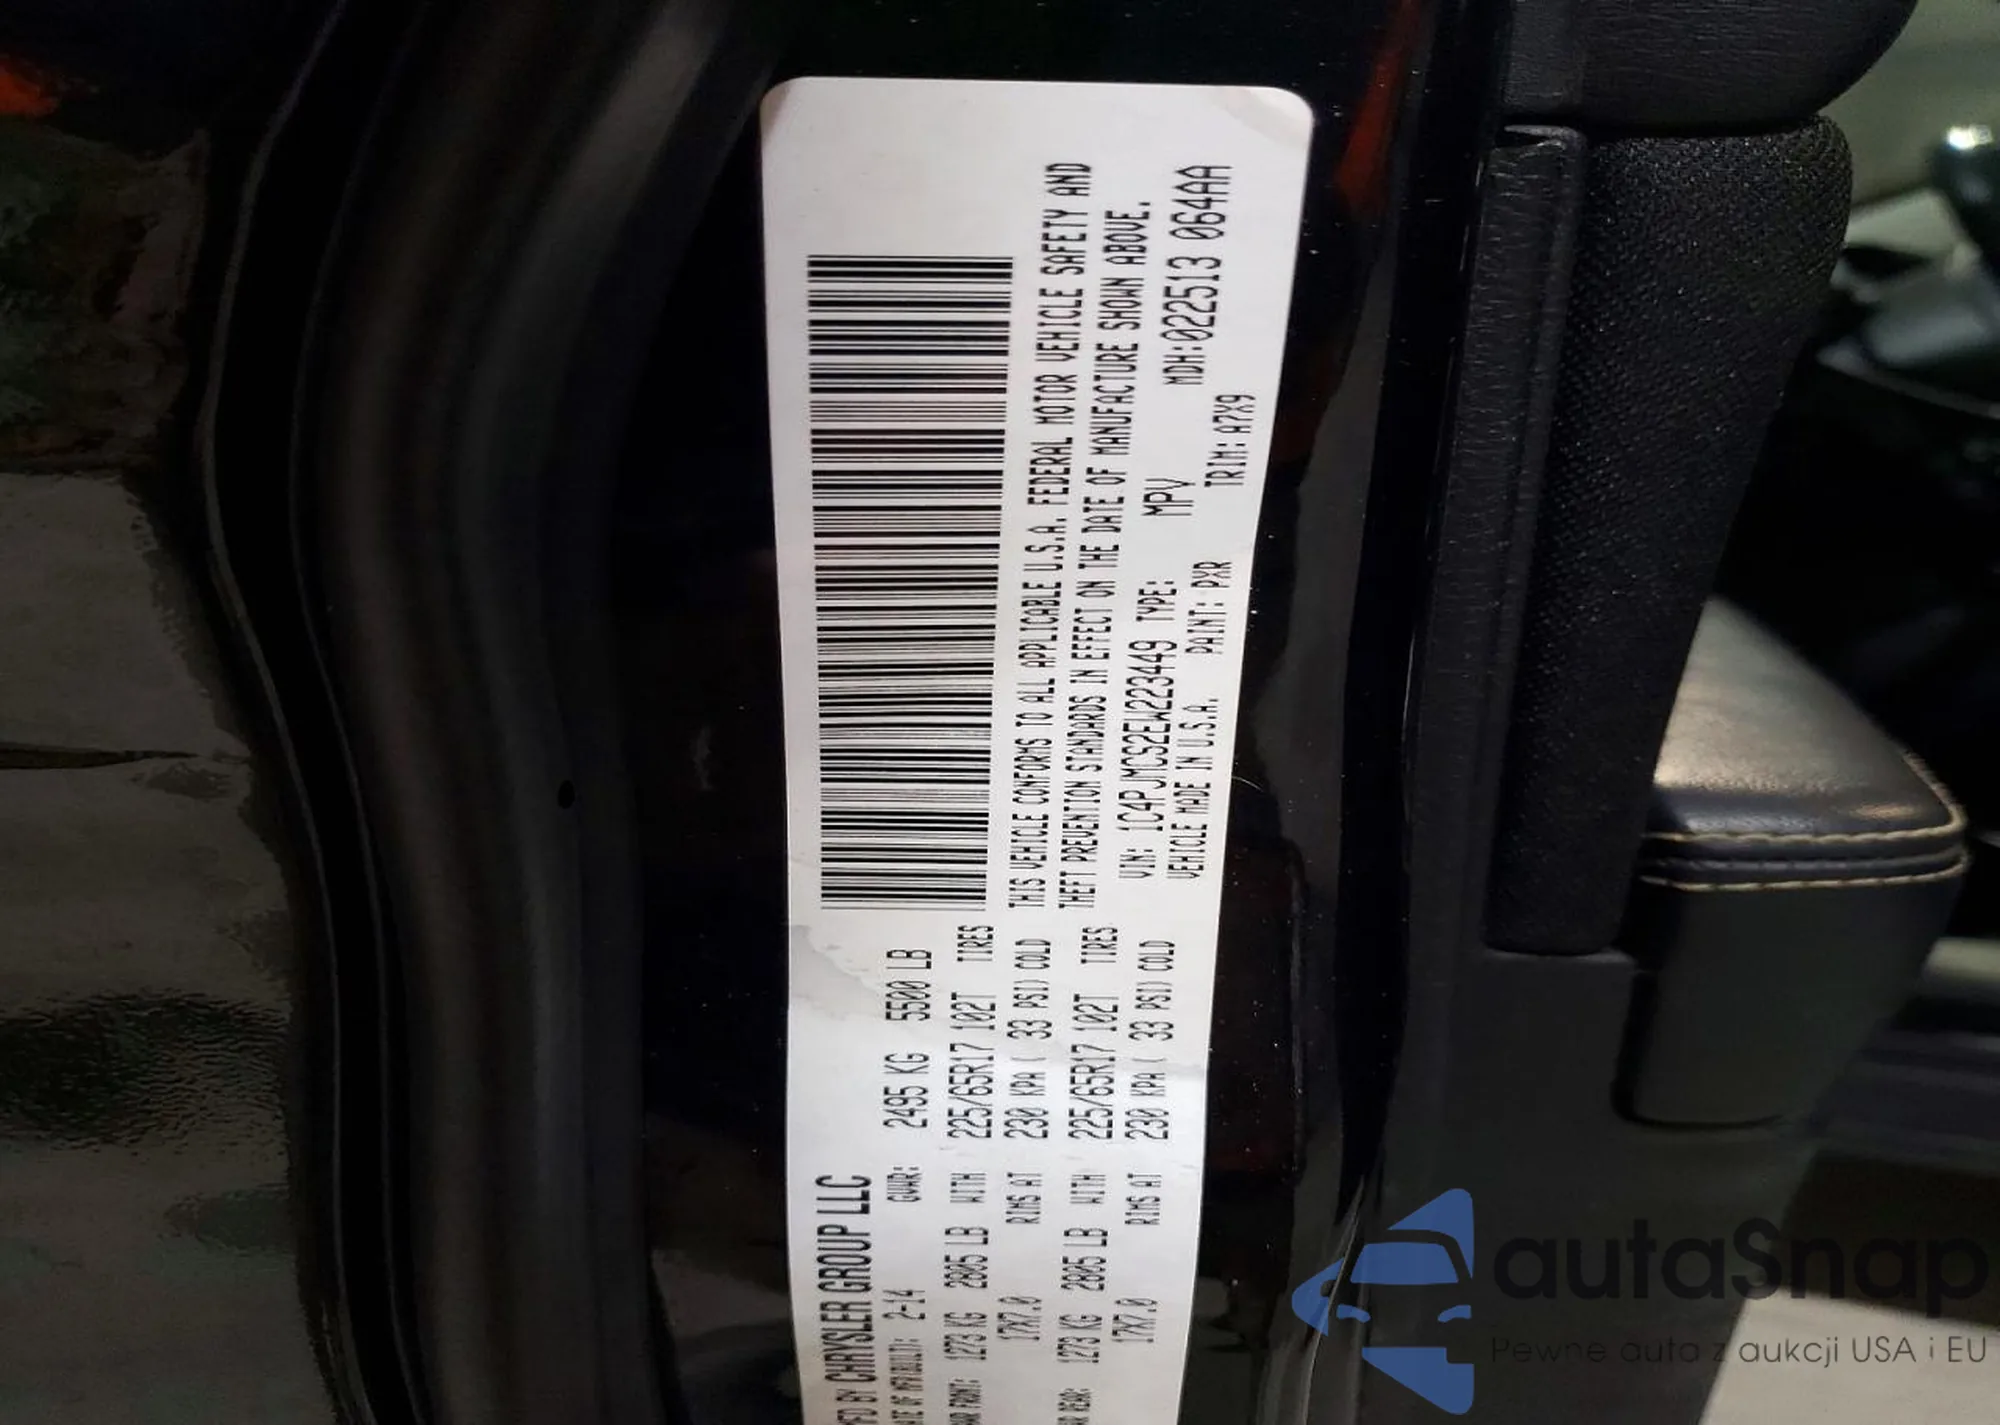 MFD BY CHRYSLER GROUP LLC
DATE OF MFR(BUILT): 2-14 GVWR: 2495 KG 5500 LB
FRONT: 1273 KG 2805 LB WITH 225/65R17 102T TIRES
17X7.0 RIMS AT 230 KPA ( 33 PSI) COLD
REAR: 1273 KG 2805 LB WITH 225/65R17 102T TIRES
17X7.0 RIMS AT 230 KPA ( 33 PSI) COLD
THIS VEHICLE CONFORMS TO ALL APPLICABLE U.S.A. FEDERAL MOTOR VEHICLE SAFETY AND
THEFT PREVENTION STANDARDS IN EFFECT ON THE DATE OF MANUFACTURE SHOWN ABOVE.
VIN: 1C4PJMCS2EW223449 TYPE: MPV MDH:022513 064AA
VEHICLE MADE IN U.S.A. PAINT: PXR TRIM: A7X9
autaSnap
Pewne auta z aukcji USA i EU